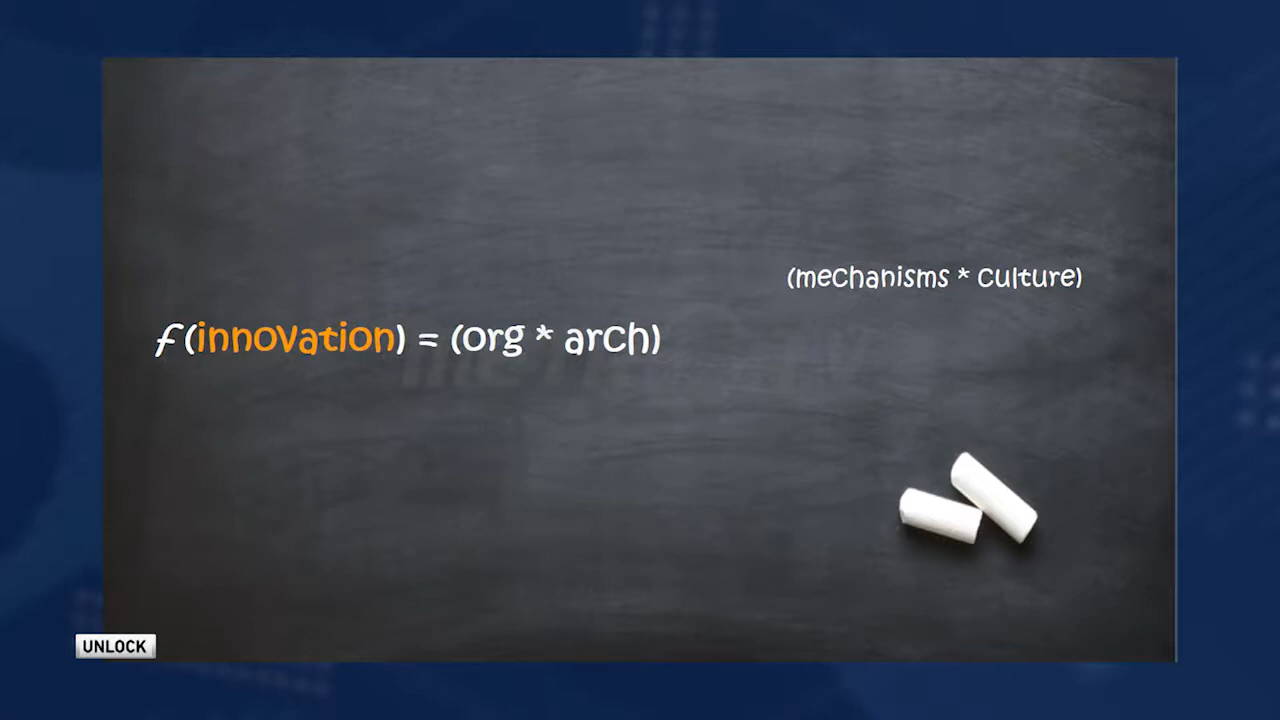 (mechanisms * culture)
f(innovation) = (org * arch)
UNLOCK